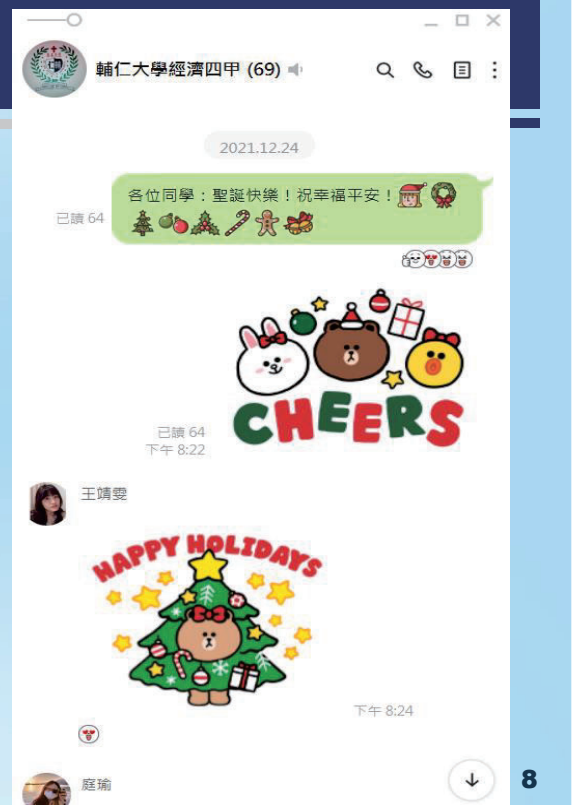 輔仁大學經濟四甲 (69)
2021.12.24
各位同學：聖誕快樂！祝幸福平安！
已讀 64
CHEERS
已讀 64
下午 8:22
王靖雯
HAPPY HOLIDAYS
下午 8:24
庭瑜
8